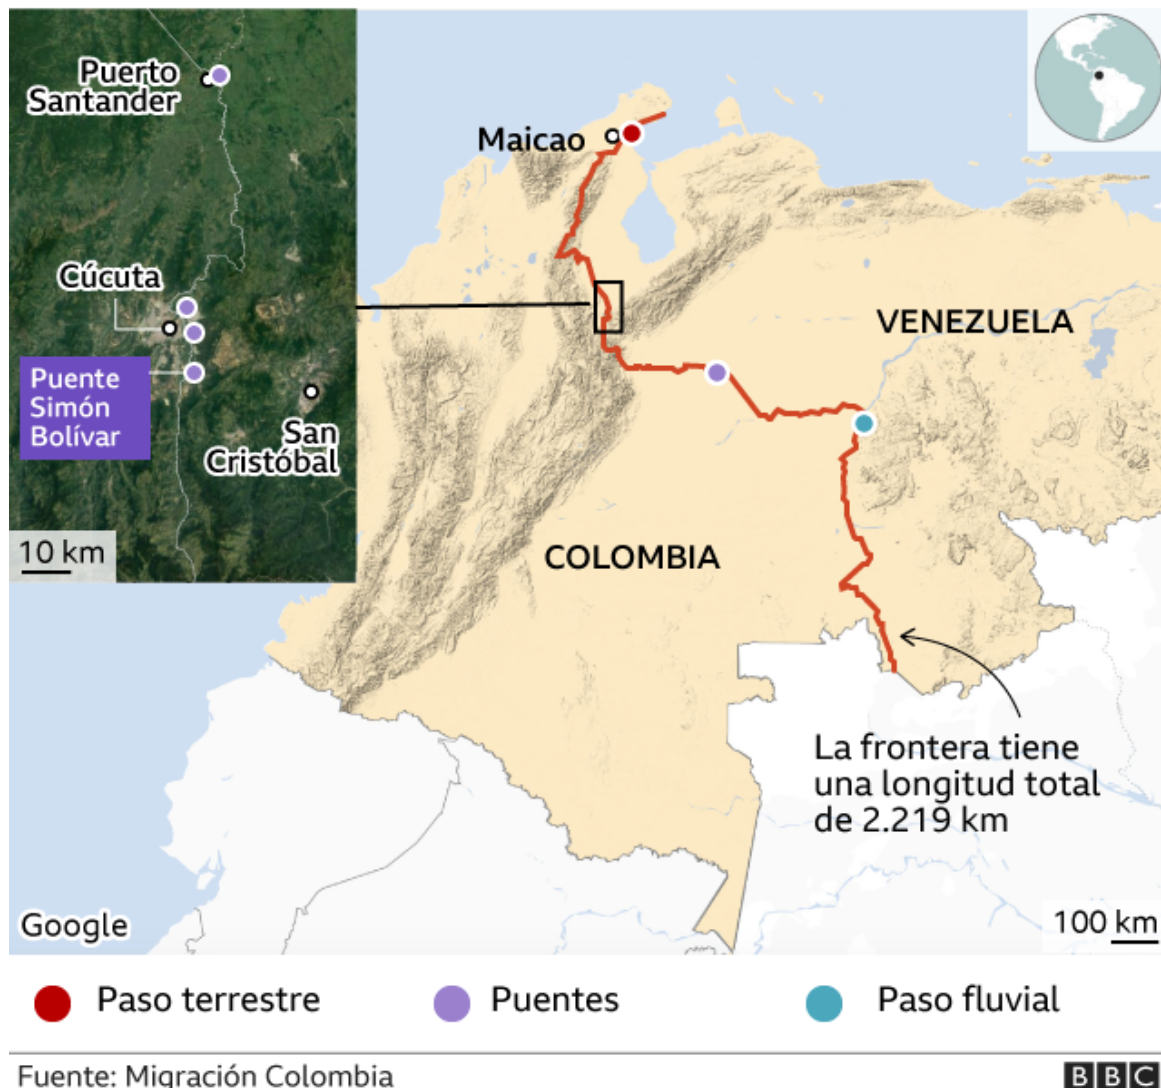 Puerto
Santander
Cúcuta
Puente
Simón
Bolívar
San
Cristóbal
10 km
Maicao
VENEZUELA
COLOMBIA
La frontera tiene
una longitud total
de 2.219 km
Google
100 km
Paso terrestre
Puentes
Paso fluvial
Fuente: Migración Colombia
BBC